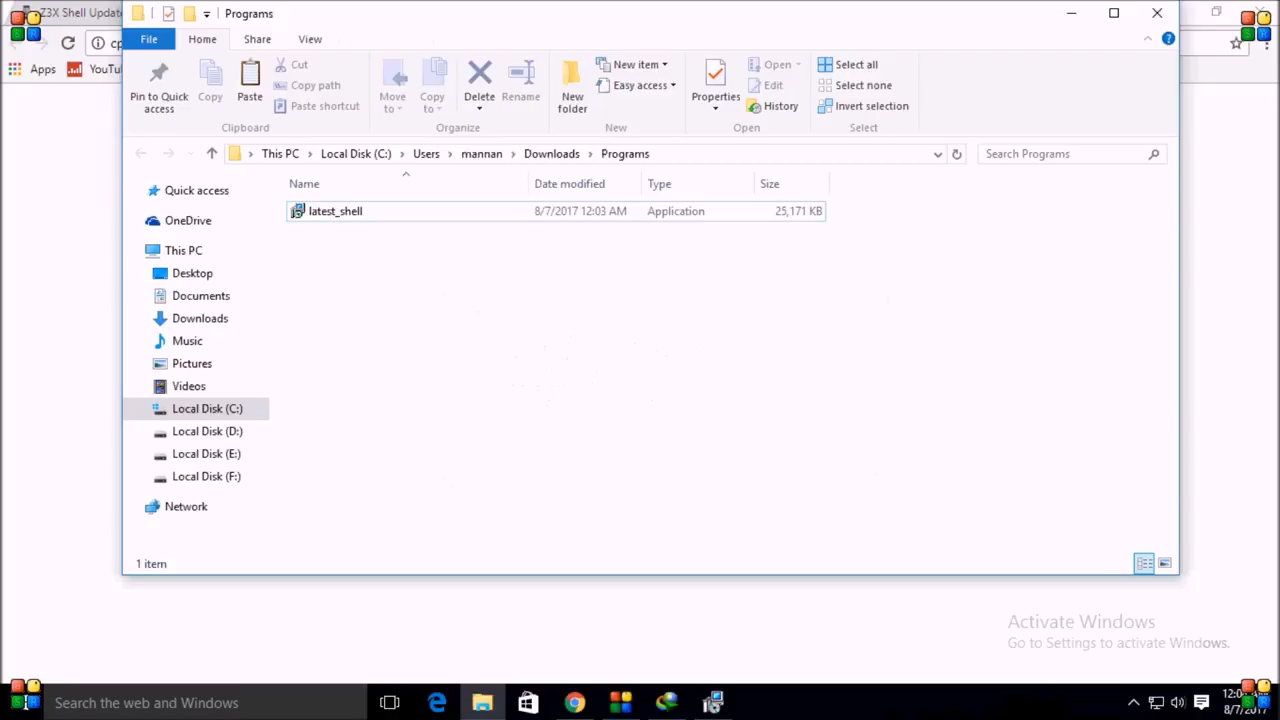 Z3X Shell Update
Programs
File
Home
Share
View
Apps
YouTu
Pin to Quick access
Copy
Paste
Cut
Copy path
Paste shortcut
Clipboard
Move to
Copy to
Delete
Rename
Organize
New folder
New item
Easy access
New
Properties
Open
Edit
History
Open
Select all
Select none
Invert selection
Select
This PC > Local Disk (C:) > Users > mannan > Downloads > Programs
Search Programs
Name
Date modified
Type
Size
latest_shell
8/7/2017 12:03 AM
Application
25,171 KB
Quick access
OneDrive
This PC
Desktop
Documents
Downloads
Music
Pictures
Videos
Local Disk (C:)
Local Disk (D:)
Local Disk (E:)
Local Disk (F:)
Network
1 item
Activate Windows
Go to Settings to activate Windows.
Search the web and Windows
8/7/2017